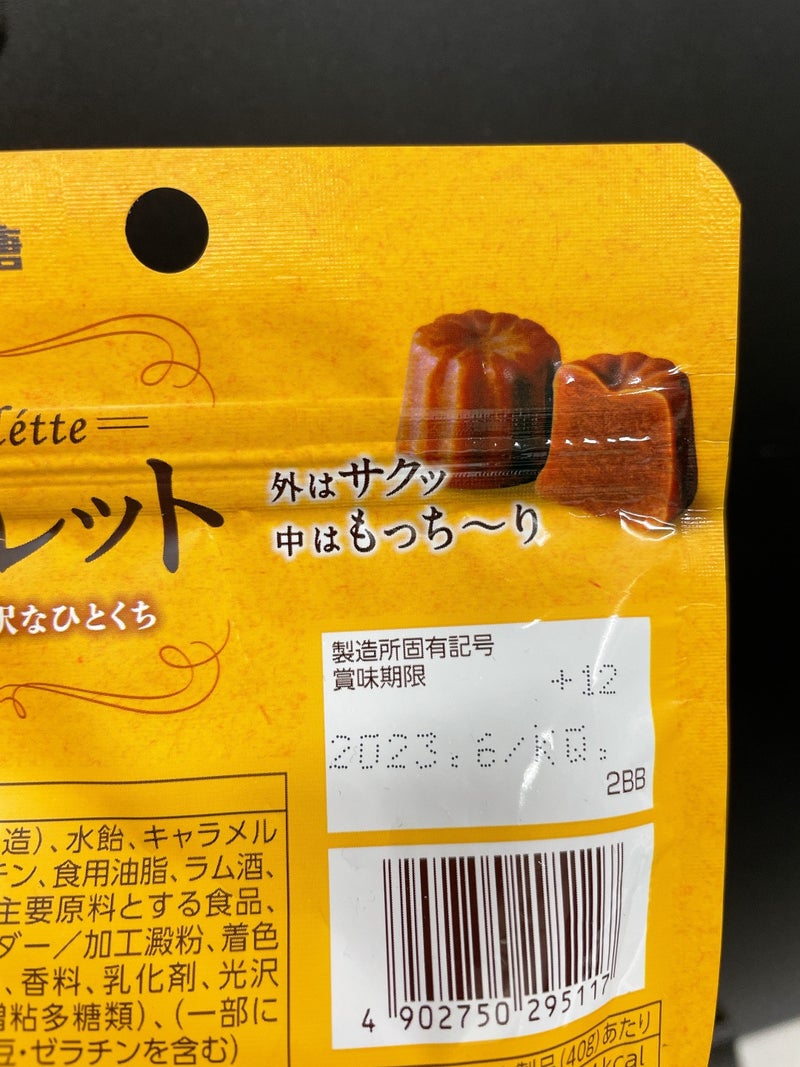 糖
létte
レット
外はサクッ
中はもっち〜り
沢なひとくち
製造所固有記号
賞味期限
+12
2023.6/KQ.
2BB
造)、水飴、キャラメル
チン、食用油脂、ラム酒、
主要原料とする食品、
ダー/加工澱粉、着色
、香料、乳化剤、光沢
増粘多糖類)、(一部に
豆・ゼラチンを含む)
4 902750 295117
製品(40g)あたり
kcal